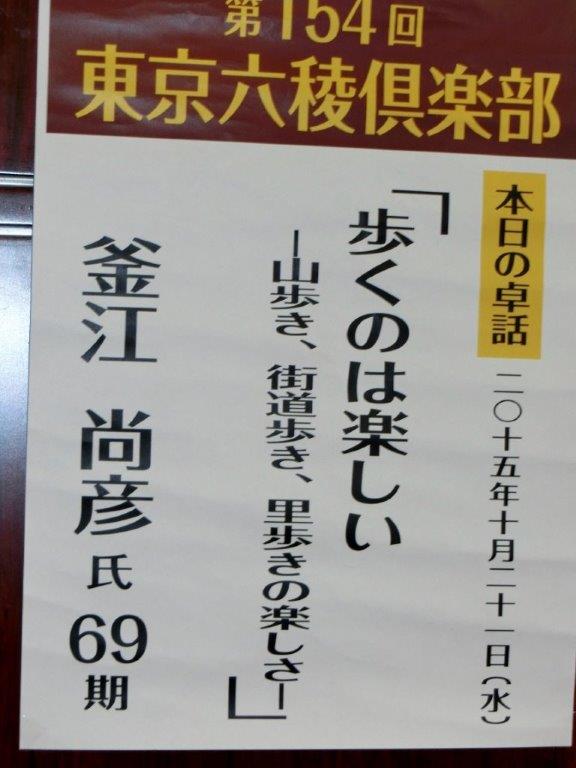 第154回
東京六稜倶楽部
本日の卓話 二〇十五年十月二十一日(水)
「歩くのは楽しい
-山歩き、街道歩き、里歩きの楽しさ-」
釜江 尚彦 氏 69期